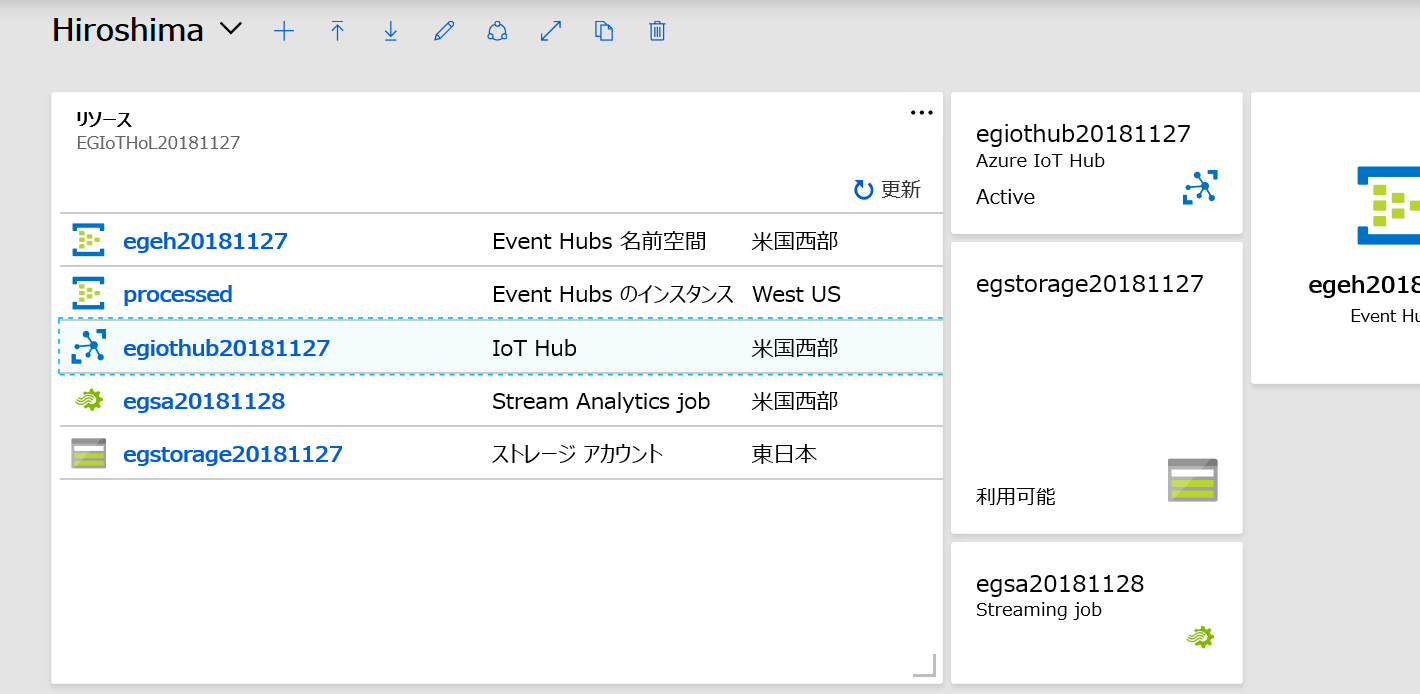 Hiroshima
リソース
EGIoTHoL20181127
更新
egeh20181127 Event Hubs 名前空間 米国西部
processed Event Hubs のインスタンス West US
egiothub20181127 IoT Hub 米国西部
egsa20181128 Stream Analytics job 米国西部
egstorage20181127 ストレージ アカウント 東日本
egiothub20181127
Azure IoT Hub
Active
egstorage20181127
利用可能
egsa20181128
Streaming job
egeh2018
Event Hu